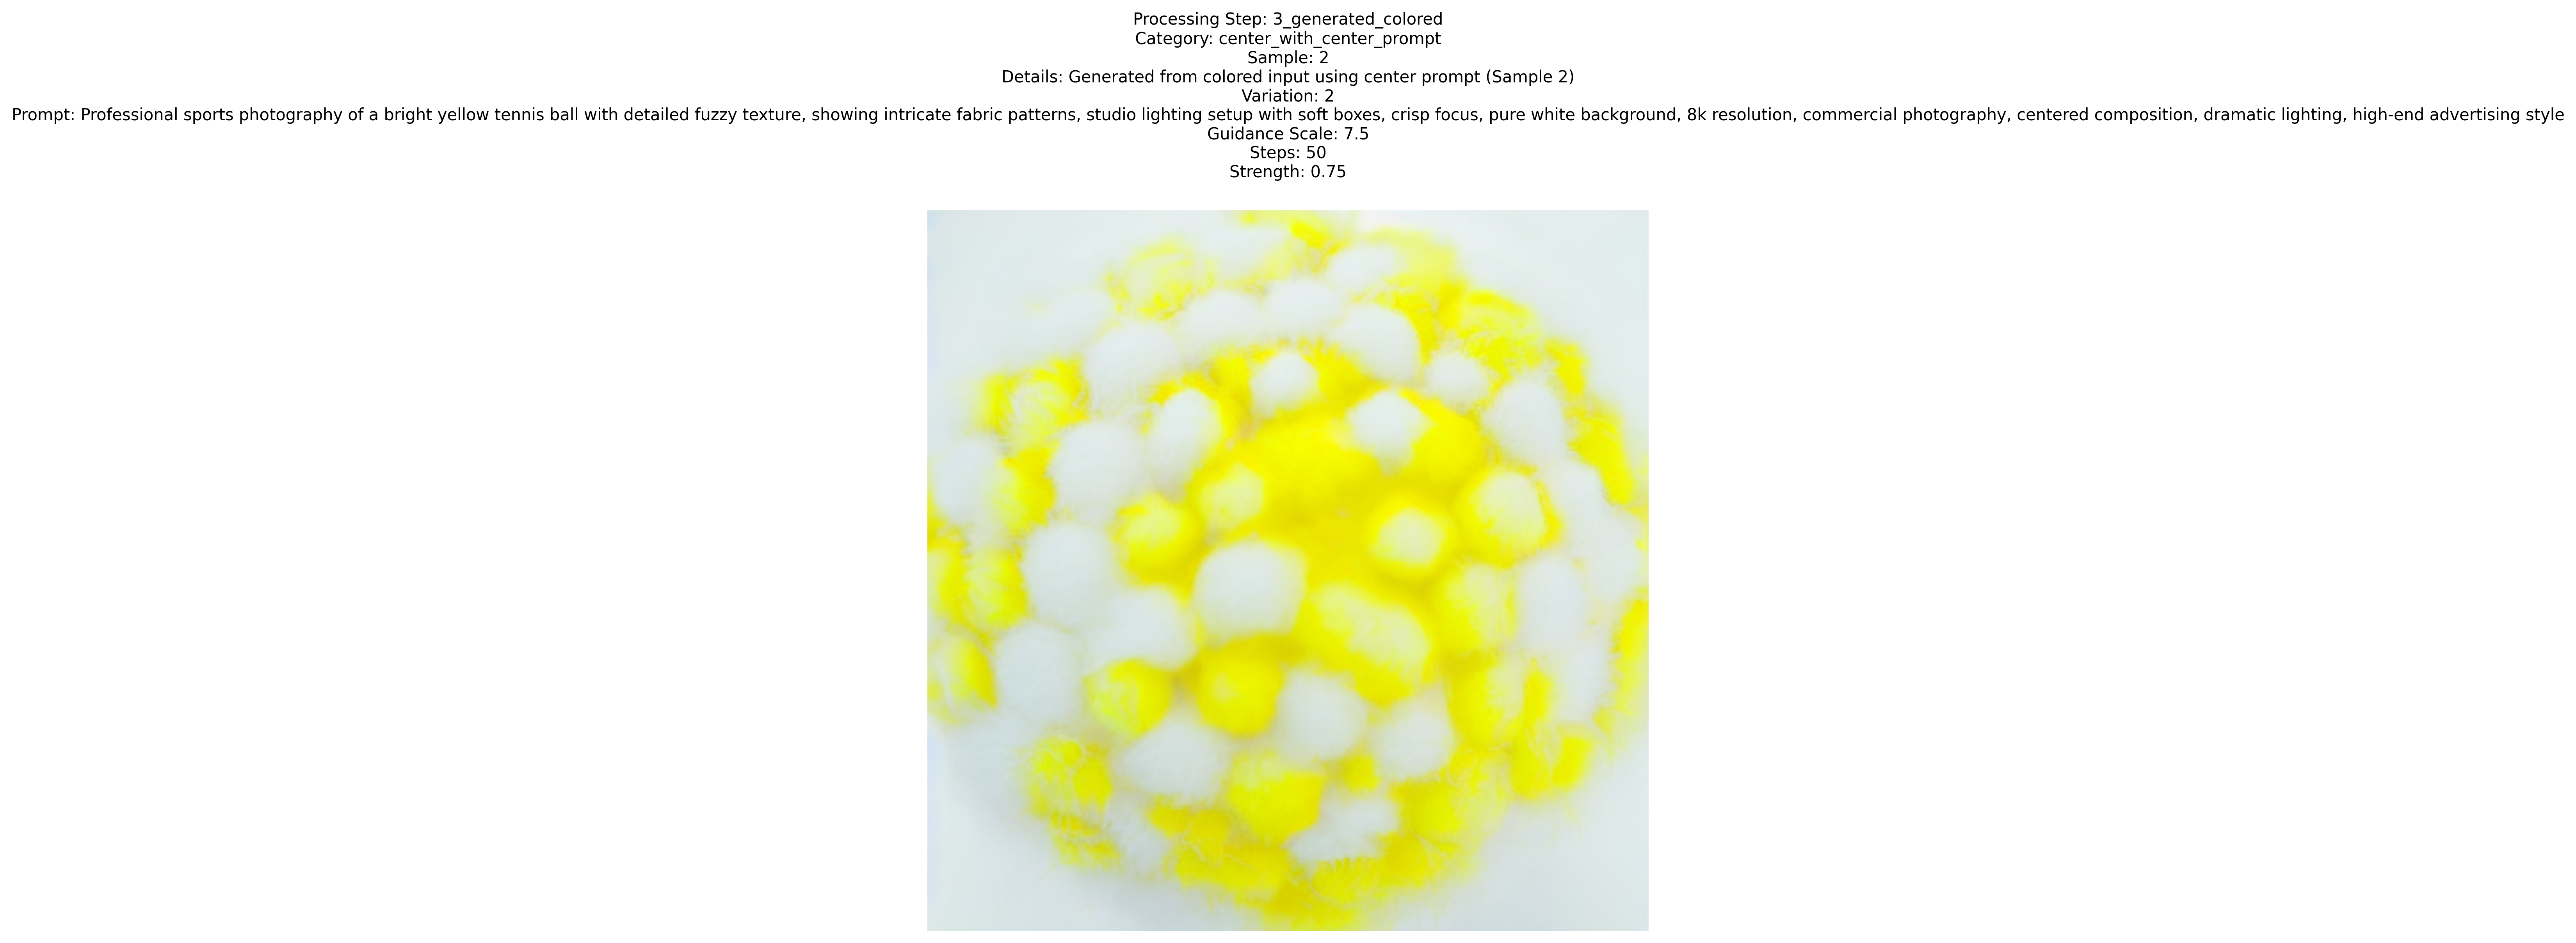 Processing Step: 3_generated_colored
Category: center_with_center_prompt
Sample: 2
Details: Generated from colored input using center prompt (Sample 2)
Variation: 2
Prompt: Professional sports photography of a bright yellow tennis ball with detailed fuzzy texture, showing intricate fabric patterns, studio lighting setup with soft boxes, crisp focus, pure white background, 8k resolution, commercial photography, centered composition, dramatic lighting, high-end advertising style
Guidance Scale: 7.5
Steps: 50
Strength: 0.75